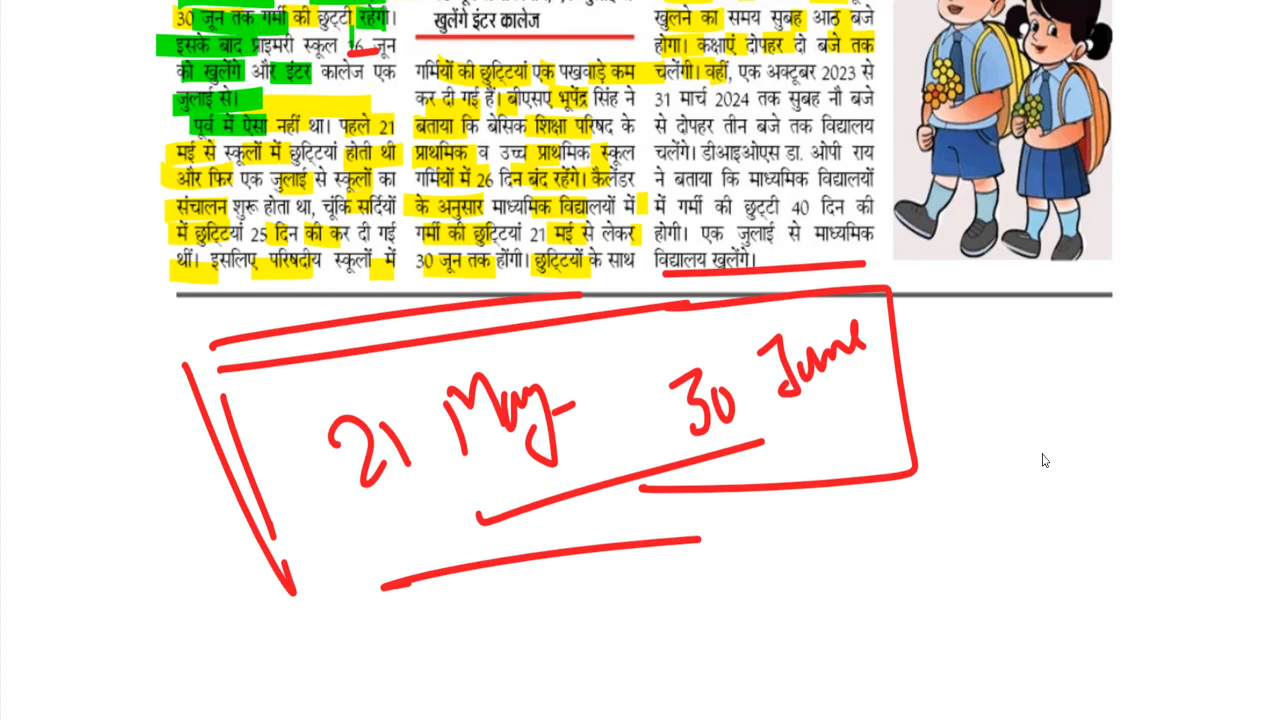 30 जून तक गर्मी की छुट्टी रहेगी।
इसके बाद प्राइमरी स्कूल 16 जून
को खुलेंगे और इंटर कालेज एक
जुलाई से।
पूर्व में ऐसा नहीं था। पहले 21
मई से स्कूलों में छुट्टियां होती थी
और फिर एक जुलाई से स्कूलों का
संचालन शुरू होता था, चूंकि सर्दियों
में छुट्टियां 25 दिन की कर दी गई
थीं। इसलिए परिषदीय स्कूलों में
खुलेंगे इंटर कालेज
गर्मियों की छुट्टियां एक पखवाड़े कम
कर दी गई हैं। बीएसए भूपेंद्र सिंह ने
बताया कि बेसिक शिक्षा परिषद के
प्राथमिक व उच्च प्राथमिक स्कूल
गर्मियों में 26 दिन बंद रहेंगे। कैलेंडर
के अनुसार माध्यमिक विद्यालयों में
गर्मी की छुट्टियां 21 मई से लेकर
30 जून तक होंगी। छुट्टियों के साथ
खुलने का समय सुबह आठ बजे
होगा। कक्षाएं दोपहर दो बजे तक
चलेंगी। वहीं, एक अक्टूबर 2023 से
31 मार्च 2024 तक सुबह नौ बजे
से दोपहर तीन बजे तक विद्यालय
चलेंगे। डीआइओएस डा. ओपी राय
ने बताया कि माध्यमिक विद्यालयों
में गर्मी की छुट्टी 40 दिन की
होगी। एक जुलाई से माध्यमिक
विद्यालय खुलेंगे।
21 May 30 June